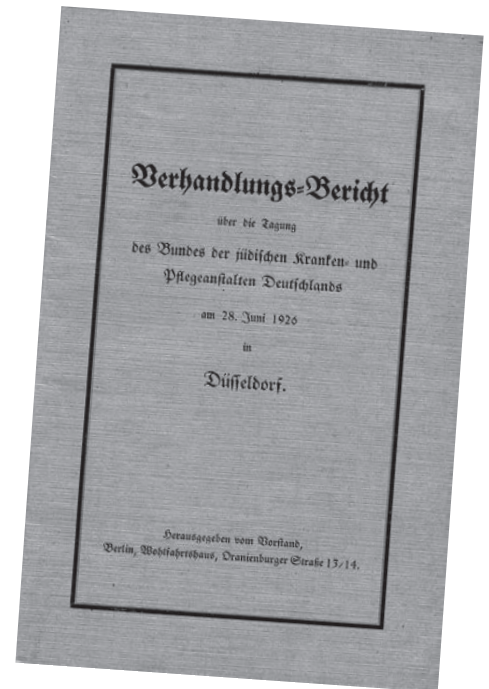 Verhandlungs-Bericht
über die Tagung
des Bundes der jüdischen Kranken- und
Pflegeanstalten Deutschlands
am 28. Juni 1926
in
Düsseldorf.
Herausgegeben vom Vorstand,
Berlin, Wohlfahrtshaus, Oranienburger Straße 13/14.